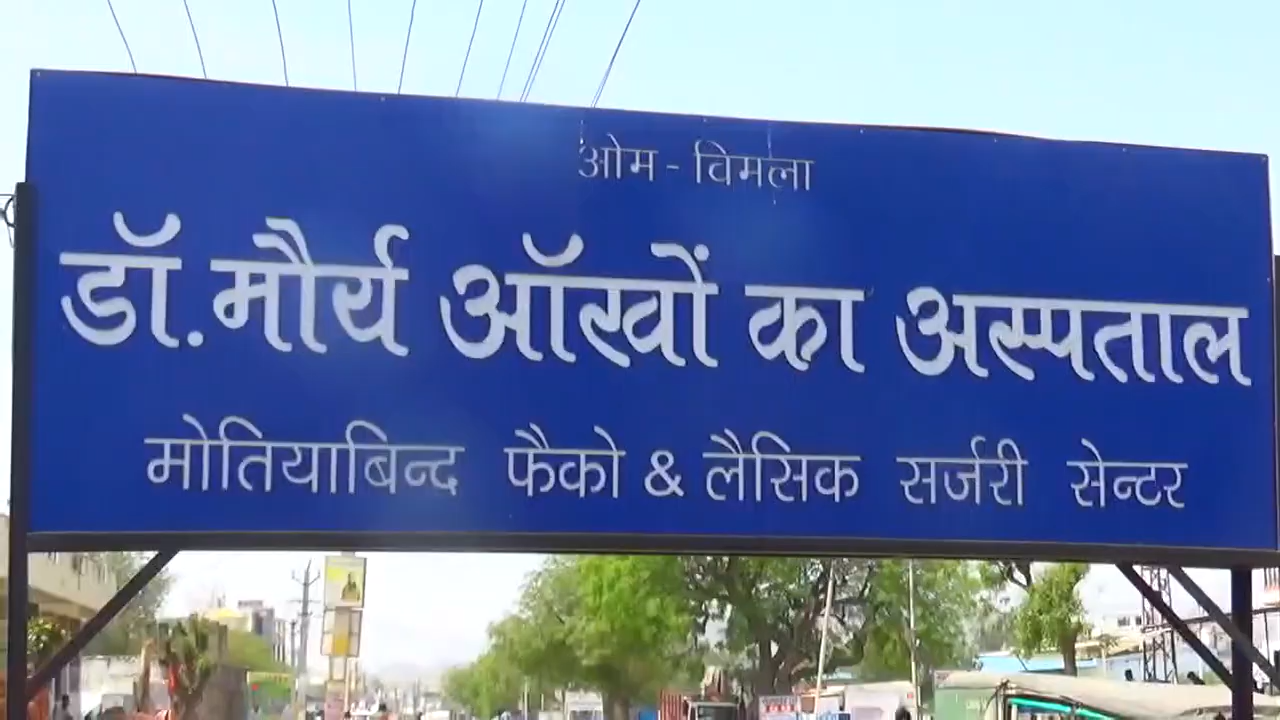 ओम - विमला
डॉ. मौर्य ऑखों का अस्पताल
मोतियाबिन्द फैको & लैसिक सर्जरी सेन्टर